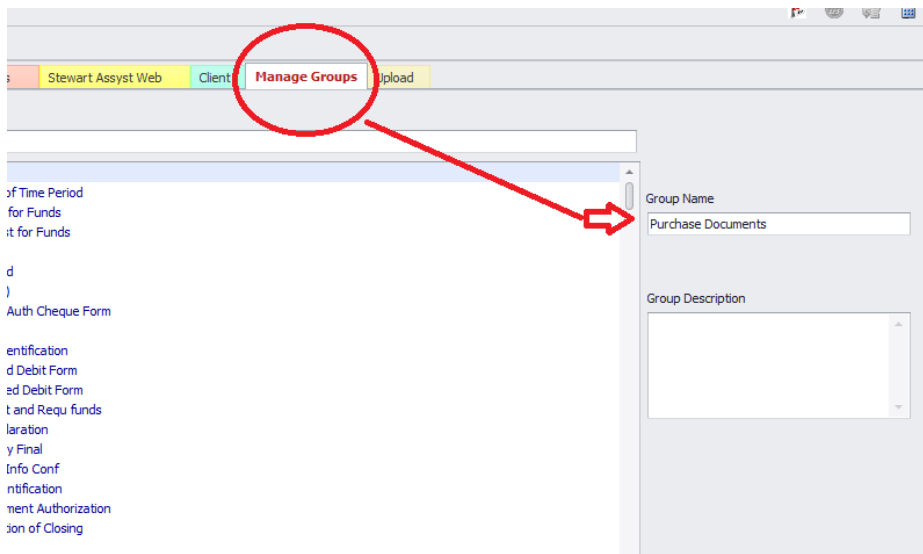 Stewart Assyst Web Client Manage Groups Upload
of Time Period
for Funds
st for Funds
d
)
Auth Cheque Form
entification
d Debit Form
ed Debit Form
t and Requ funds
laration
y Final
Info Conf
ntification
ment Authorization
tion of Closing
Group Name
Purchase Documents
Group Description